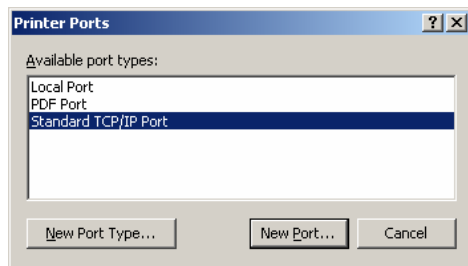 Printer Ports
Available port types:
Local Port
PDF Port
Standard TCP/IP Port
New Port Type... New Port... Cancel